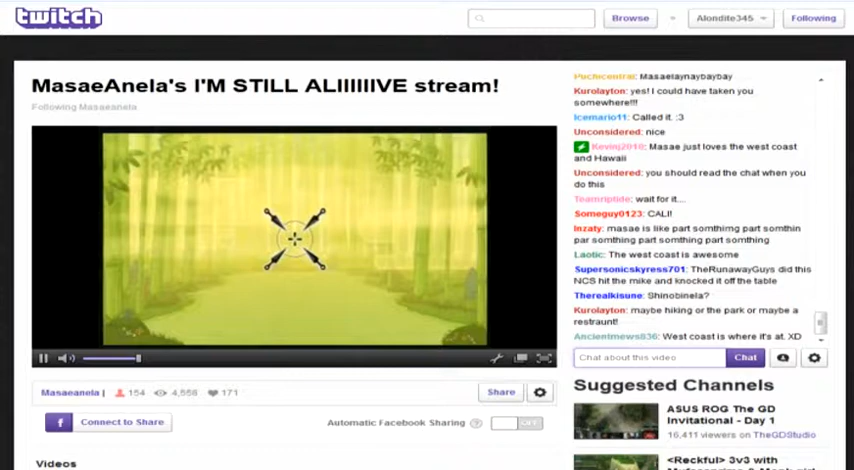 twitch
Browse
Alondite345
Following
MasaeAnela's I'M STILL ALIIIIIIVE stream!
Following Masaeanela
Puchicentral: Masaelaynaybaybay
Kurolayton: yes! I could have taken you
somewhere!!!
Icemario11: Called it. :3
Unconsidered: nice
Kevinj2010: Masae just loves the west coast
and Hawaii
Unconsidered: you should read the chat when you
do this
Teamriptide: wait for it....
Someguy0123: CALI!
Inzaty: masae is like part somthirng part somthin
par somthing part somthing part somthing
Laotic: The west coast is awesome
Supersonicskyress701: TheRunawayGuys did this
NCS hit the mike and knocked it off the table
Therealkisune: Shinobinela?
Kurolayton: maybe hiking or the park or maybe a
restraunt!
Ancientmews836: West coast is where it's at. XD
Chat about this video
Chat
Masaeanela |
154
4,558
171
Share
f
Connect to Share
Automatic Facebook Sharing
?
OFF
Videos
Suggested Channels
ASUS ROG The GD
Invitational - Day 1
16,411 viewers on TheGDStudio
<Reckful> 3v3 with